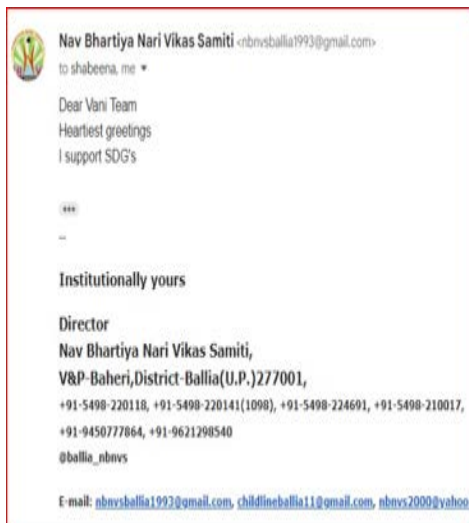 Nav Bhartiya Nari Vikas Samiti <nbnvsballia1993@gmail.com>
to shabeena, me
Dear Vani Team
Heartiest greetings
I support SDG's
...
--
Institutionally yours
Director
Nav Bhartiya Nari Vikas Samiti,
V&P-Baheri,District-Ballia(U.P.)277001,
+91-5498-220118, +91-5498-220141(1098), +91-5498-224691, +91-5498-210017,
+91-9450777864, +91-9621298540
@ballia_nbnvs
E-mail: nbnvsballia1993@gmail.com, childlineballia11@gmail.com, nbnvs2000@yahoo